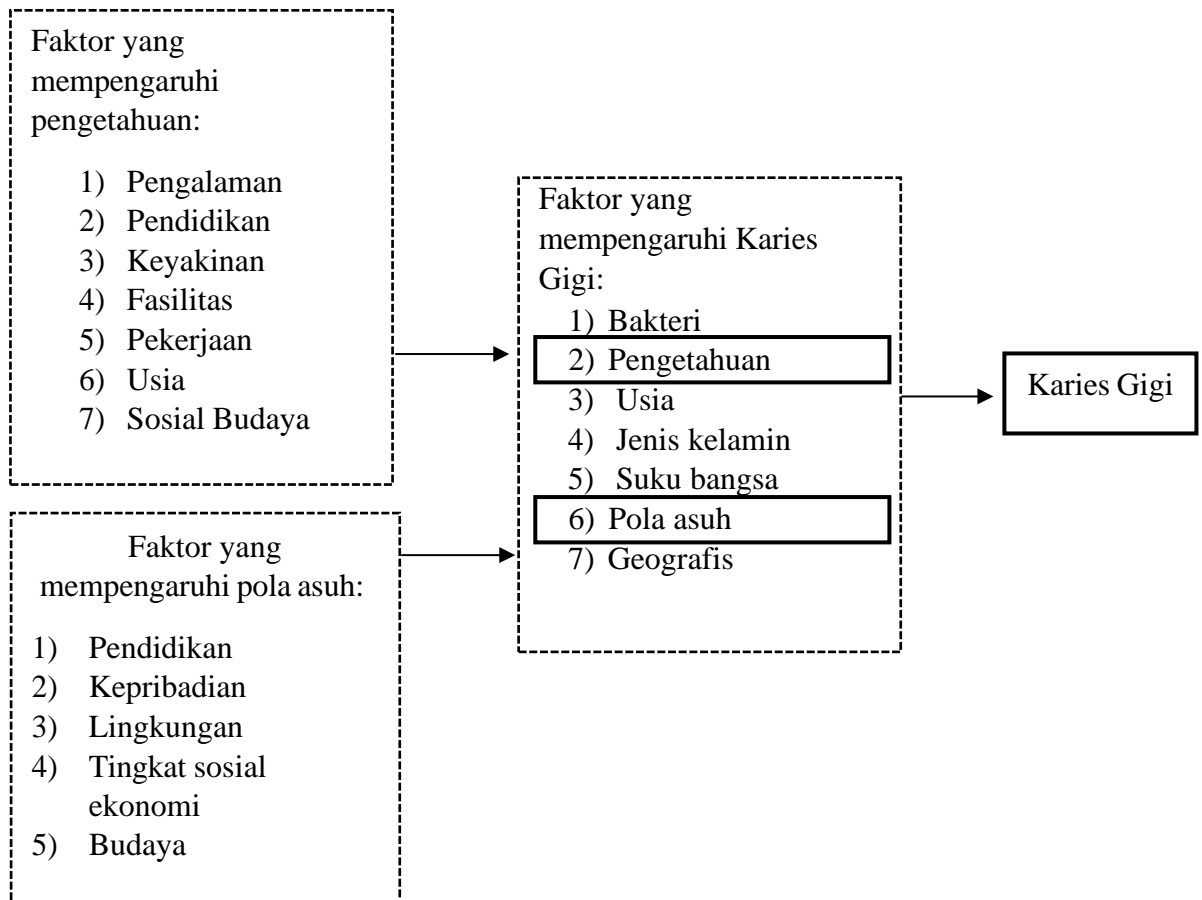 Faktor yang
mempengaruhi
pengetahuan:
1) Pengalaman
2) Pendidikan
3) Keyakinan
4) Fasilitas
5) Pekerjaan
6) Usia
7) Sosial Budaya
Faktor yang
mempengaruhi pola asuh:
1) Pendidikan
2) Kepribadian
3) Lingkungan
4) Tingkat sosial
ekonomi
5) Budaya
Faktor yang
mempengaruhi Karies
Gigi:
1) Bakteri
2) Pengetahuan
3) Usia
4) Jenis kelamin
5) Suku bangsa
6) Pola asuh
7) Geografis
Karies Gigi